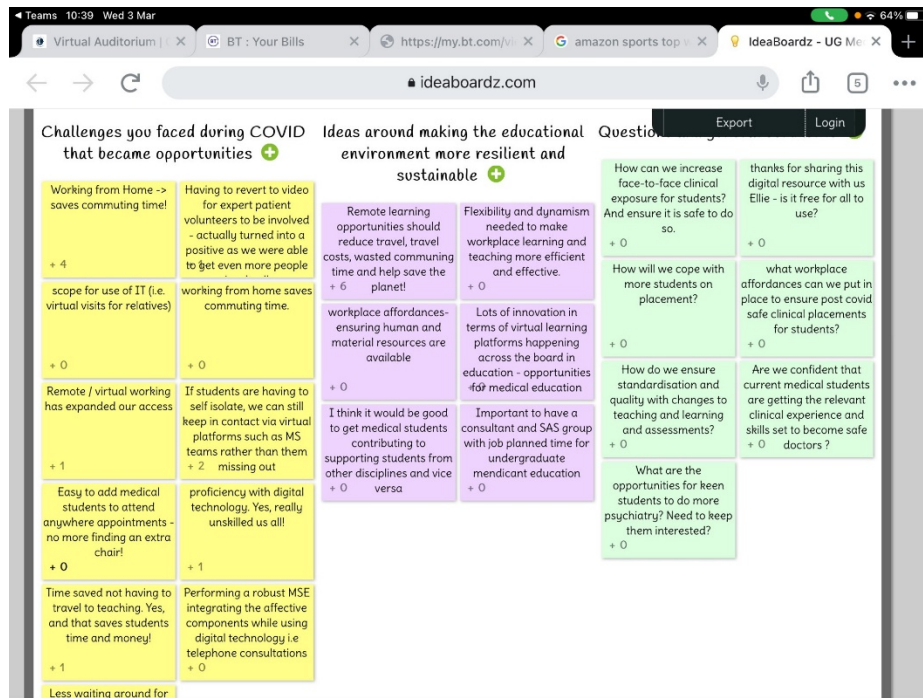 Teams 10:39 Wed 3 Mar
64%
Virtual Auditorium |
BT : Your Bills
https://my.bt.com/vi
amazon sports top
IdeaBoardz - UG Me
ideaboardz.com
5
Export
Login
Challenges you faced during COVID
that became opportunities
Working from Home ->
saves commuting time!
+ 4
Having to revert to video
for expert patient
volunteers to be involved
- actually turned into a
positive as we were able
to get even more people
scope for use of IT (i.e.
virtual visits for relatives)
+ 0
working from home saves
commuting time.
+ 0
Remote / virtual working
has expanded our access
+ 1
If students are having to
self isolate, we can still
keep in contact via virtual
platforms such as MS
teams rather than them
+ 2 missing out
Easy to add medical
students to attend
anywhere appointments -
no more finding an extra
chair!
+ 0
proficiency with digital
technology. Yes, really
unskilled us all!
+ 1
Time saved not having to
travel to teaching. Yes,
and that saves students
time and money!
+ 1
Performing a robust MSE
integrating the affective
components while using
digital technology i.e
telephone consultations
+ 0
Less waiting around for
Ideas around making the educational
environment more resilient and
sustainable
Remote learning
opportunities should
reduce travel, travel
costs, wasted communing
time and help save the
+ 6 planet!
Flexibility and dynamism
needed to make
workplace learning and
teaching more efficient
and effective.
+ 0
workplace affordances-
ensuring human and
material resources are
available
+ 0
Lots of innovation in
terms of virtual learning
platforms happening
across the board in
education - opportunities
for medical education
I think it would be good
to get medical students
contributing to
supporting students from
other disciplines and vice
+ 0 versa
Important to have a
consultant and SAS group
with job planned time for
undergraduate
mendicant education
+ 0
How can we increase
face-to-face clinical
exposure for students?
And ensure it is safe to do
so.
+ 0
thanks for sharing this
digital resource with us
Ellie - is it free for all to
use?
+ 0
How will we cope with
more students on
placement?
+ 0
what workplace
affordances can we put in
place to ensure post covid
safe clinical placements
for students?
+ 0
How do we ensure
standardisation and
quality with changes to
teaching and learning
and assessments?
+ 0
Are we confident that
current medical students
are getting the relevant
clinical experience and
skills set to become safe
+ 0 doctors ?
What are the
opportunities for keen
students to do more
psychiatry? Need to keep
them interested?
+ 0